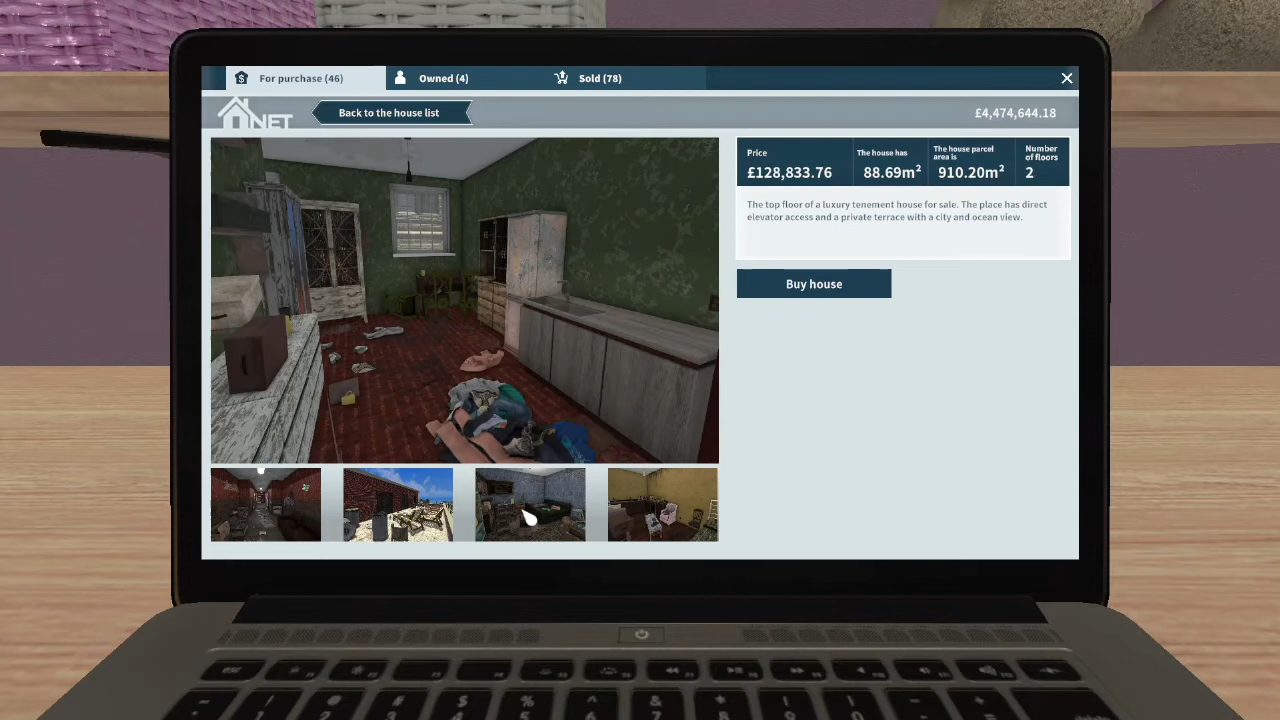 For purchase (46)
Owned (4)
Sold (78)
NET
Back to the house list
£4,474,644.18
Price
£128,833.76
The house has
88.69m²
The house parcel
area is
910.20m²
Number
of floors
2
The top floor of a luxury tenement house for sale. The place has direct
elevator access and a private terrace with a city and ocean view.
Buy house
esc